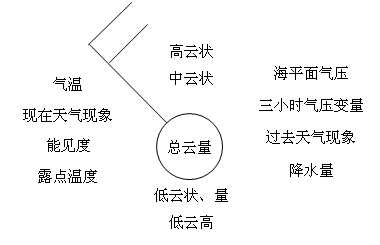 高云状
中云状
气温
现在天气现象
能见度
露点温度
总云量
海平面气压
三小时气压变量
过去天气现象
降水量
低云状、量
低云高